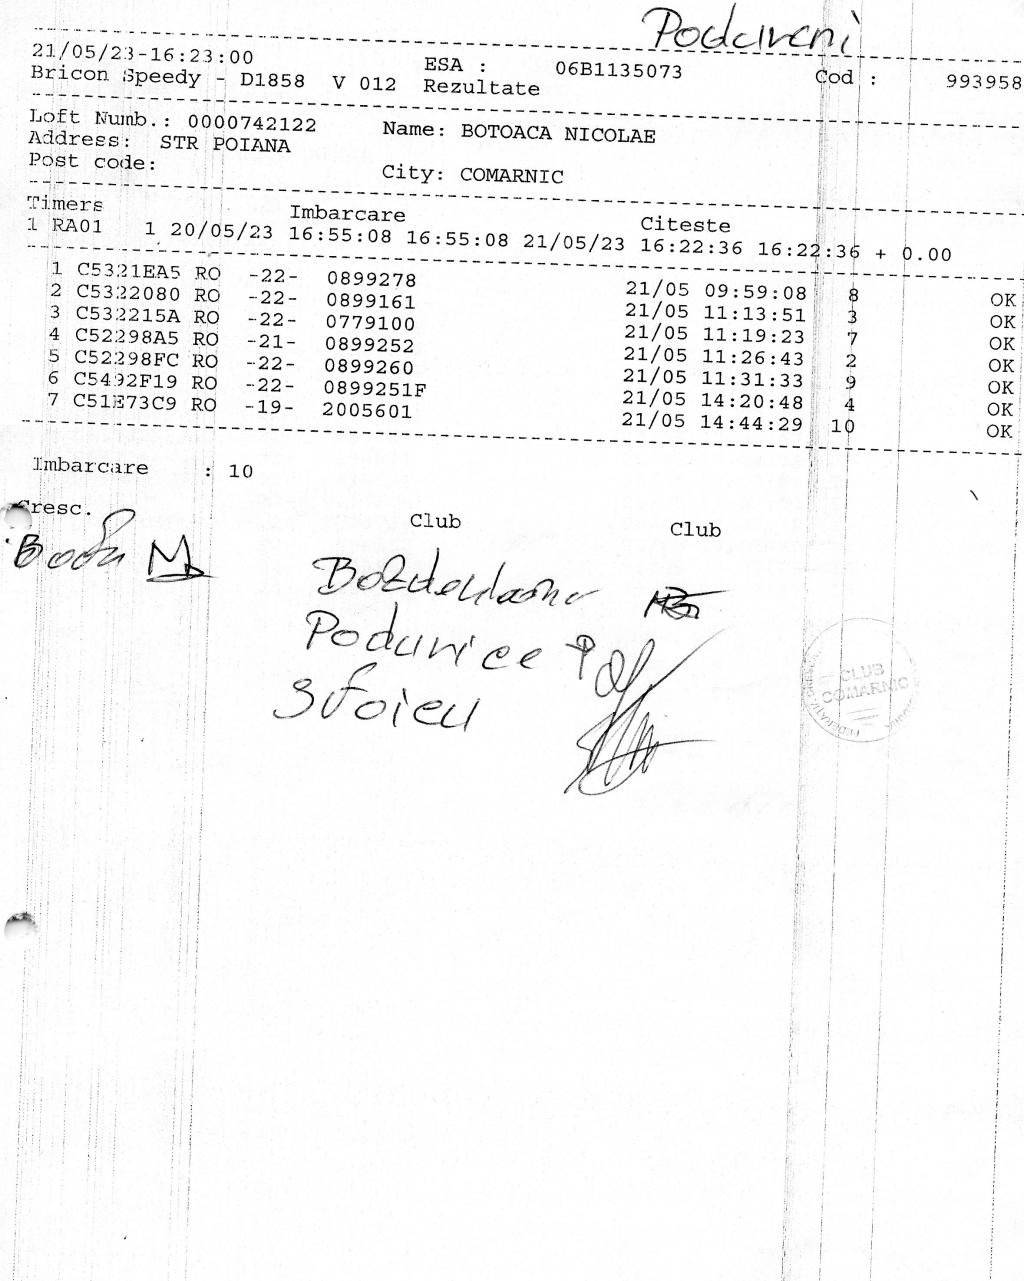 Podareni
21/05/23-16:23:00 ESA : 06B1135073 Cod : 993958
Bricon Speedy - D1858 V 012 Rezultate
Loft Numb.: 0000742122 Name: BOTOACA NICOLAE
Address: STR POIANA
Post code: City: COMARNIC
Timers Imbarcare Citeste
1 RA01 1 20/05/23 16:55:08 16:55:08 21/05/23 16:22:36 16:22:36 + 0.00
1 C5321EA5 RO -22- 0899278 21/05 09:59:08 8 OK
2 C5322080 RO -22- 0899161 21/05 11:13:51 3 OK
3 C532215A RO -22- 0779100 21/05 11:19:23 7 OK
4 C52298A5 RO -21- 0899252 21/05 11:26:43 2 OK
5 C52298FC RO -22- 0899260 21/05 11:31:33 9 OK
6 C5492F19 RO -22- 0899251F 21/05 14:20:48 4 OK
7 C51E73C9 RO -19- 2005601 21/05 14:44:29 10 OK
Imbarcare : 10
Cresc. Club Club
CLUB
COMARNIC